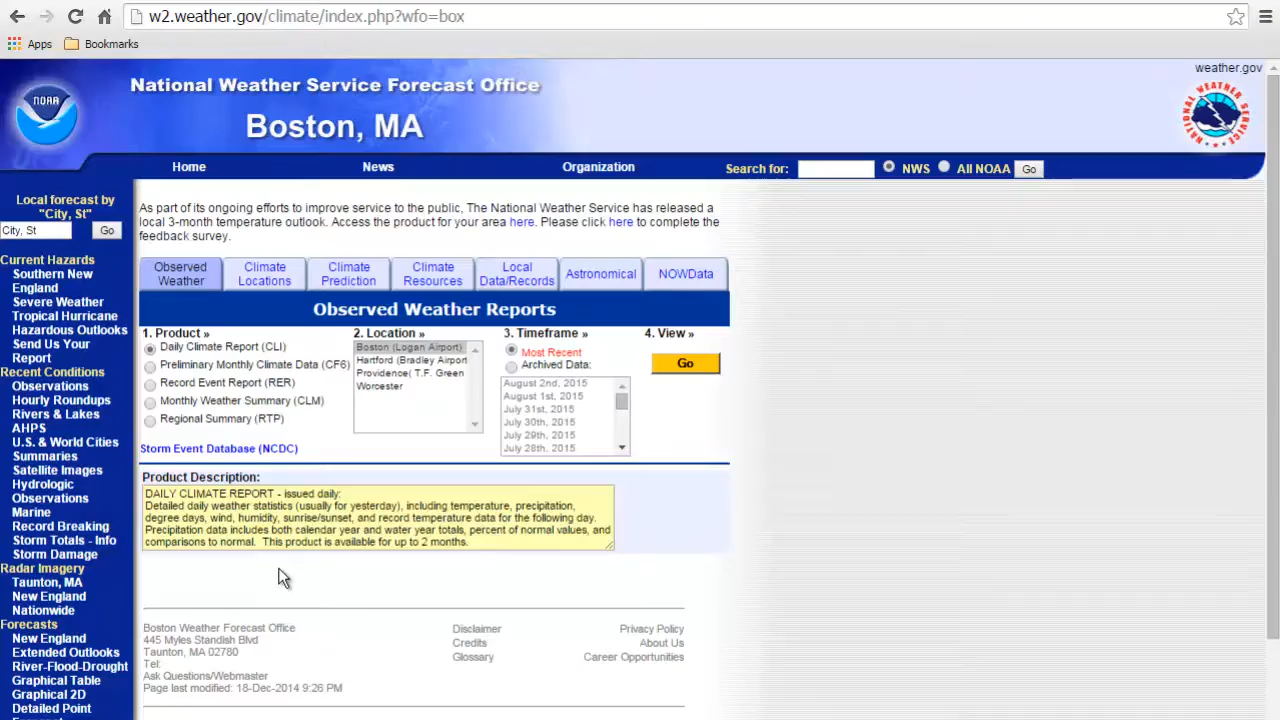 w2.weather.gov/climate/index.php?wfo=box
Apps Bookmarks
weather.gov
National Weather Service Forecast Office
NOAA
Boston, MA
NATIONAL WEATHER SERVICE
Home News Organization Search for: NWS All NOAA Go
Local forecast by
"City, St"
City, St Go
Current Hazards
Southern New
England
Severe Weather
Tropical Hurricane
Hazardous Outlooks
Send Us Your
Report
Recent Conditions
Observations
Hourly Roundups
Rivers & Lakes
AHPS
U.S. & World Cities
Summaries
Satellite Images
Hydrologic
Observations
Marine
Record Breaking
Storm Totals - Info
Storm Damage
Radar Imagery
Taunton, MA
New England
Nationwide
Forecasts
New England
Extended Outlooks
River-Flood-Drought
Graphical Table
Graphical 2D
Detailed Point
As part of its ongoing efforts to improve service to the public, The National Weather Service has released a
local 3-month temperature outlook. Access the product for your area here. Please click here to complete the
feedback survey.
Observed Weather
Climate Locations
Climate Prediction
Climate Resources
Local Data/Records
Astronomical
NOWData
Observed Weather Reports
1. Product »
Daily Climate Report (CLI)
Preliminary Monthly Climate Data (CF6)
Record Event Report (RER)
Monthly Weather Summary (CLM)
Regional Summary (RTP)
Storm Event Database (NCDC)
2. Location »
Boston (Logan Airport)
Hartford (Bradley Airport
Providence( T.F. Green
Worcester
3. Timeframe »
Most Recent
Archived Data:
August 2nd, 2015
August 1st, 2015
July 31st, 2015
July 30th, 2015
July 29th, 2015
July 28th, 2015
4. View »
Go
Product Description:
DAILY CLIMATE REPORT - issued daily:
Detailed daily weather statistics (usually for yesterday), including temperature, precipitation,
degree days, wind, humidity, sunrise/sunset, and record temperature data for the following day.
Precipitation data includes both calendar year and water year totals, percent of normal values, and
comparisons to normal. This product is available for up to 2 months.
Boston Weather Forecast Office
445 Myles Standish Blvd
Taunton, MA 02780
Tel:
Ask Questions/Webmaster
Page last modified: 18-Dec-2014 9:26 PM
Disclaimer
Credits
Glossary
Privacy Policy
About Us
Career Opportunities